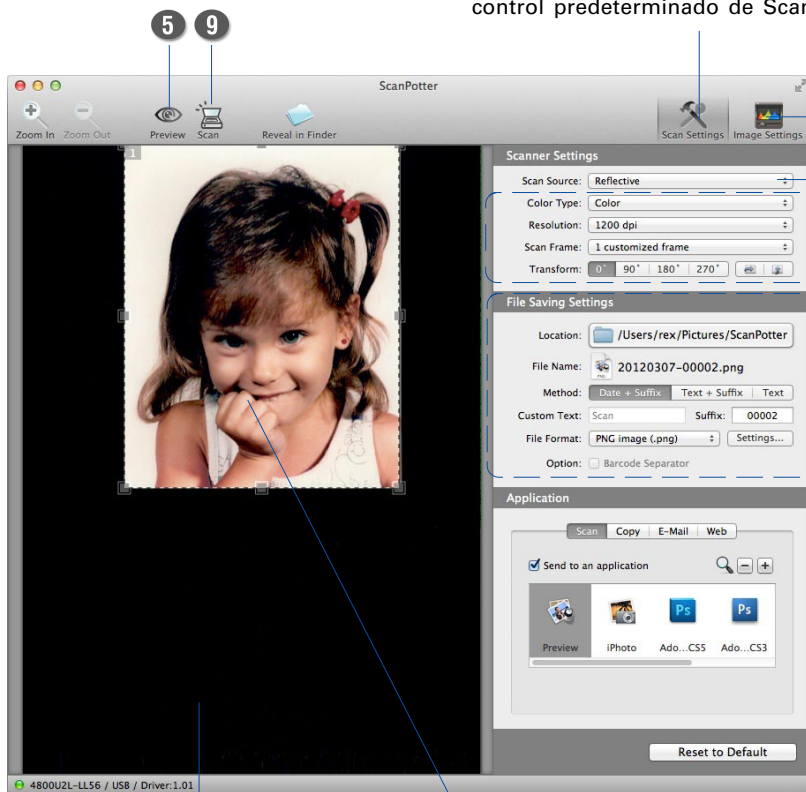 control predeterminado de Scan
5 9
ScanPotter
Zoom In Zoom Out Preview Scan Reveal in Finder Scan Settings Image Settings
1
Scanner Settings
Scan Source: Reflective
Color Type: Color
Resolution: 1200 dpi
Scan Frame: 1 customized frame
Transform: 0° 90° 180° 270°
File Saving Settings
Location: /Users/rex/Pictures/ScanPotter
File Name: 20120307-00002.png
Method: Date + Suffix Text + Suffix Text
Custom Text: Scan Suffix: 00002
File Format: PNG image (.png) Settings...
Option: Barcode Separator
Application
Scan Copy E-Mail Web
Send to an application
Ps Ps
Preview iPhoto Ado...CS5 Ado...CS3
Reset to Default
4800U2L-LL56 / USB / Driver:1.01